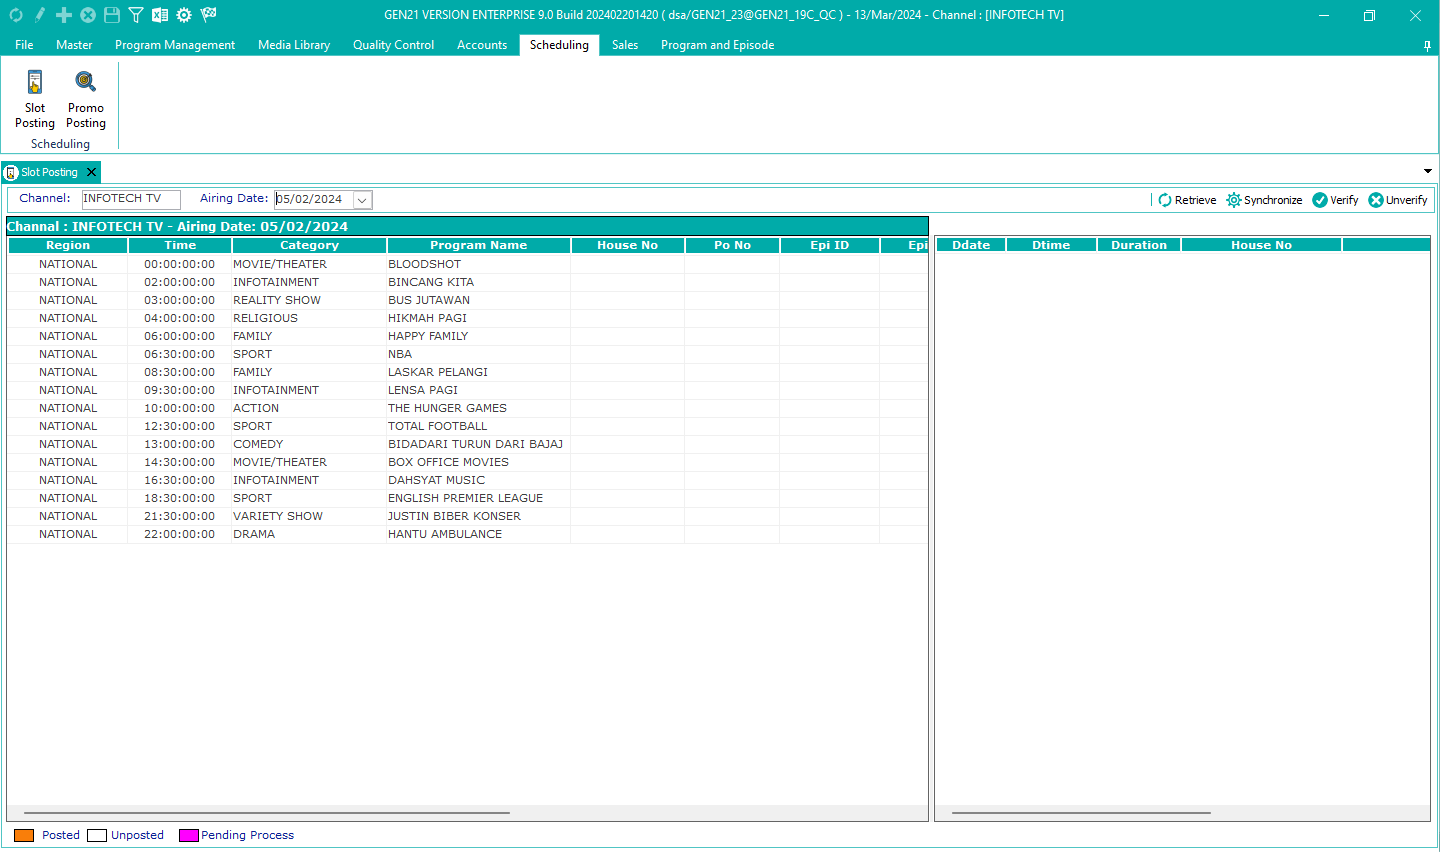 GEN21 VERSION ENTERPRISE 9.0 Build 202402201420 ( dsa/GEN21_23@GEN21_19C_QC ) - 13/Mar/2024 - Channel : [INFOTECH TV]
File Master Program Management Media Library Quality Control Accounts Scheduling Sales Program and Episode
Slot Posting Promo Posting
Scheduling
Slot Posting
Channel: INFOTECH TV Airing Date: 05/02/2024 Retrieve Synchronize Verify Unverify
Channel : INFOTECH TV - Airing Date: 05/02/2024
Region Time Category Program Name House No Po No Epi ID Epi Ddate Dtime Duration House No
NATIONAL 00:00:00:00 MOVIE/THEATER BLOODSHOT
NATIONAL 02:00:00:00 INFOTAINMENT BINCANG KITA
NATIONAL 03:00:00:00 REALITY SHOW BUS JUTAWAN
NATIONAL 04:00:00:00 RELIGIOUS HIKMAH PAGI
NATIONAL 06:00:00:00 FAMILY HAPPY FAMILY
NATIONAL 06:30:00:00 SPORT NBA
NATIONAL 08:30:00:00 FAMILY LASKAR PELANGI
NATIONAL 09:30:00:00 INFOTAINMENT LENSA PAGI
NATIONAL 10:00:00:00 ACTION THE HUNGER GAMES
NATIONAL 12:30:00:00 SPORT TOTAL FOOTBALL
NATIONAL 13:00:00:00 COMEDY BIDADARI TURUN DARI BAJAJ
NATIONAL 14:30:00:00 MOVIE/THEATER BOX OFFICE MOVIES
NATIONAL 16:30:00:00 INFOTAINMENT DAHSYAT MUSIC
NATIONAL 18:30:00:00 SPORT ENGLISH PREMIER LEAGUE
NATIONAL 21:30:00:00 VARIETY SHOW JUSTIN BIBER KONSER
NATIONAL 22:00:00:00 DRAMA HANTU AMBULANCE
Posted Unposted Pending Process